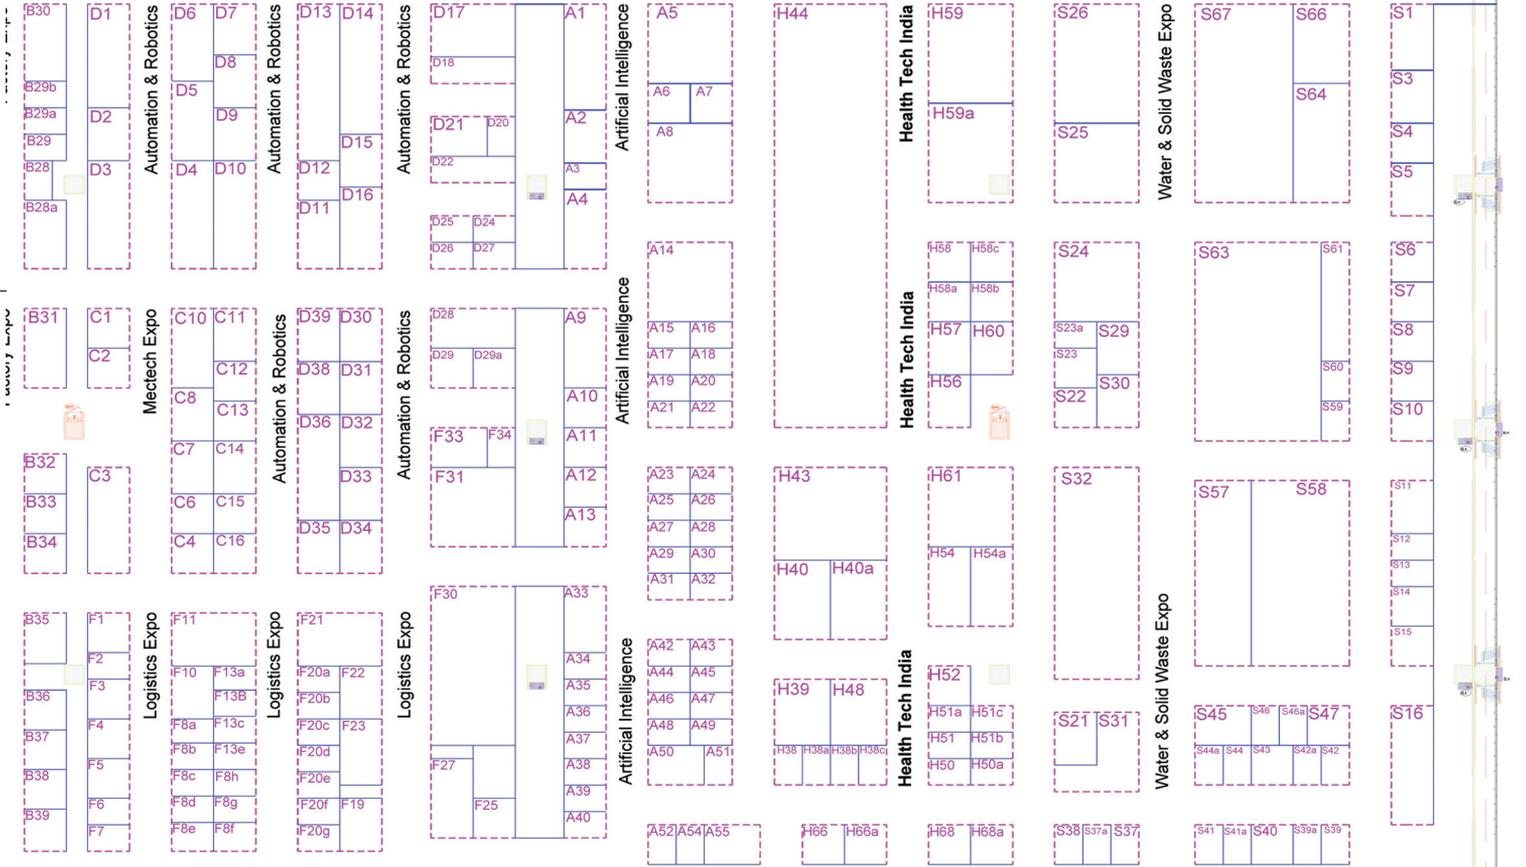 B30
D1
D6
D7
D13
D14
D17
A1
A5
H44
H59
S26
S67
S66
S1
Automation & Robotics
Automation & Robotics
Automation & Robotics
Artificial Intelligence
Health Tech India
Water & Solid Waste Expo
D8
D18
S3
B29b
D5
A6
A7
S64
B29a
D2
D9
A2
H59a
D21
D20
A8
S25
S4
B29
D15
B28
D3
D4
D10
D12
D22
A3
S5
D16
A4
B28a
D11
D25
D24
D26
D27
A14
H58
H58c
S24
S63
S61
S6
H58a
H58b
S7
B31
C1
C10
C11
D39
D30
D28
A9
Factory Expo
Mectech Expo
Automation & Robotics
Automation & Robotics
Artificial Intelligence
Health Tech India
A15
A16
H57
H60
S23a
S29
S8
C2
D29
D29a
A17
A18
S23
C12
D38
D31
S60
S9
A19
A20
H56
S30
C8
A10
S22
C13
A21
A22
S59
S10
D36
D32
F33
F34
A11
C7
C14
B32
C3
D33
F31
A12
A23
A24
H43
H61
S32
S57
S58
S11
B33
C6
C15
A25
A26
A13
D35
D34
A27
A28
B34
C4
C16
S12
A29
A30
H54
H54a
H40
H40a
S13
A31
A32
F30
A33
S14
B35
F1
F11
F21
Logistics Expo
Logistics Expo
Logistics Expo
Artificial Intelligence
Health Tech India
Water & Solid Waste Expo
S15
A42
A43
F2
A34
F10
F13a
F20a
F22
A44
A45
H52
F3
A35
H39
H48
B36
F13B
F20b
A46
A47
A36
H51a
H51c
S45
S46
S46a
S47
S16
F4
F8a
F13c
F20c
F23
A48
A49
S21
S31
B37
A37
H51
H51b
F8b
F13e
F20d
A50
A51
H38
H38a
H38b
H38c
S44a
S44
S43
S42a
S42
F5
F27
A38
H50
H50a
B38
F8c
F8h
F20e
A39
F6
F8d
F8g
F20f
F19
F25
B39
A40
F7
F8e
F8f
F20g
A52
A54
A55
H66
H66a
H68
H68a
S38
S37a
S37
S41
S41a
S40
S39a
S39